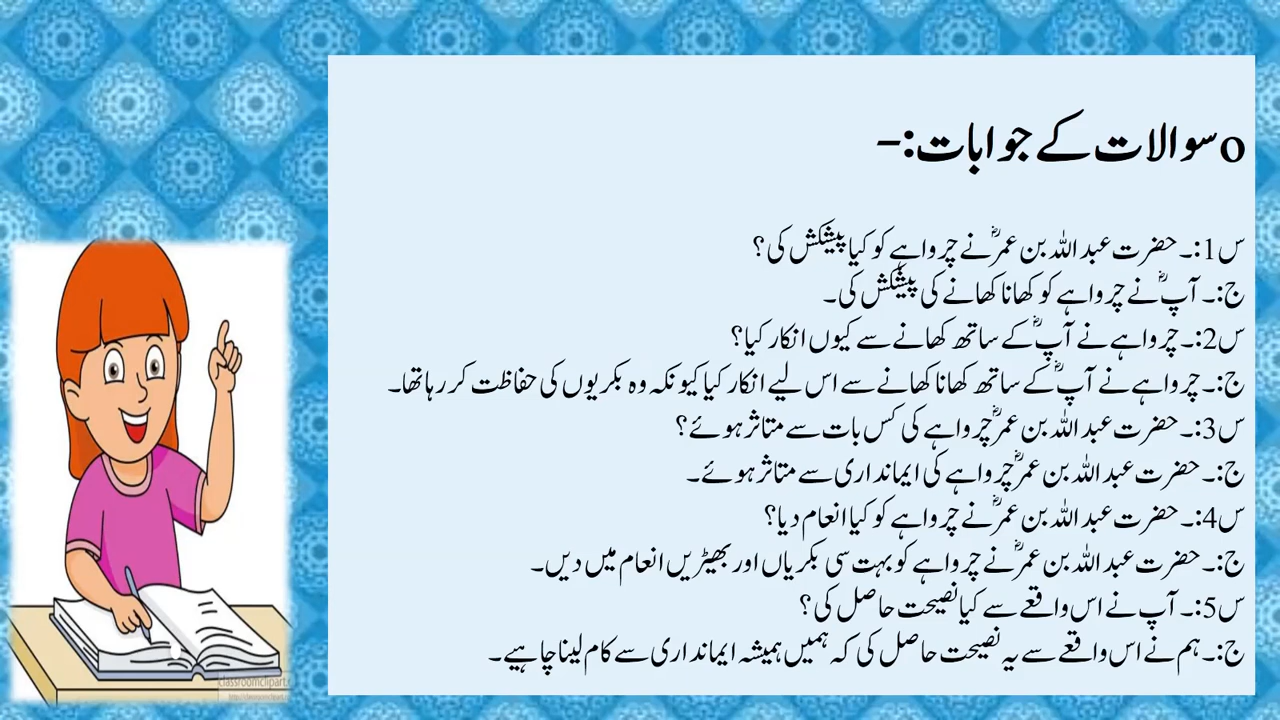 o سوالات کے جوابات:-
س1:۔ حضرت عبداللہ بن عمرؓ نے چرواہے کو کیا پیشکش کی؟
ج:۔ آپؓ نے چرواہے کو کھانا کھانے کی پیشکش کی۔
س2:۔ چرواہے نے آپؓ کے ساتھ کھانے سے کیوں انکار کیا؟
ج:۔ چرواہے نے آپؓ کے ساتھ کھانا کھانے سے اس لیے انکار کیا کیونکہ وہ بکریوں کی حفاظت کر رہا تھا۔
س3:۔ حضرت عبداللہ بن عمرؓ چرواہے کی کس بات سے متاثر ہوئے؟
ج:۔ حضرت عبداللہ بن عمرؓ چرواہے کی ایمانداری سے متاثر ہوئے۔
س4:۔ حضرت عبداللہ بن عمرؓ نے چرواہے کو کیا انعام دیا؟
ج:۔ حضرت عبداللہ بن عمرؓ نے چرواہے کو بہت سی بکریاں اور بھیڑیں انعام میں دیں۔
س5:۔ آپ نے اس واقعے سے کیا نصیحت حاصل کی؟
ج:۔ ہم نے اس واقعے سے یہ نصیحت حاصل کی کہ ہمیں ہمیشہ ایمانداری سے کام لینا چاہیے۔